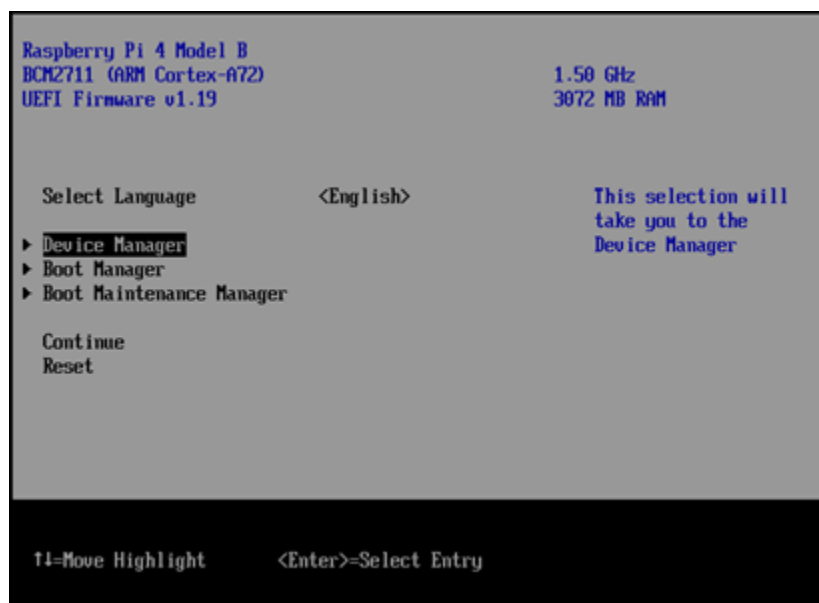 Raspberry Pi 4 Model B
BCM2711 (ARM Cortex-A72) 1.50 GHz
UEFI Firmware v1.19 3072 MB RAM
Select Language <English> This selection will
take you to the
Device Manager Device Manager
Boot Manager
Boot Maintenance Manager
Continue
Reset
↑↓=Move Highlight <Enter>=Select Entry